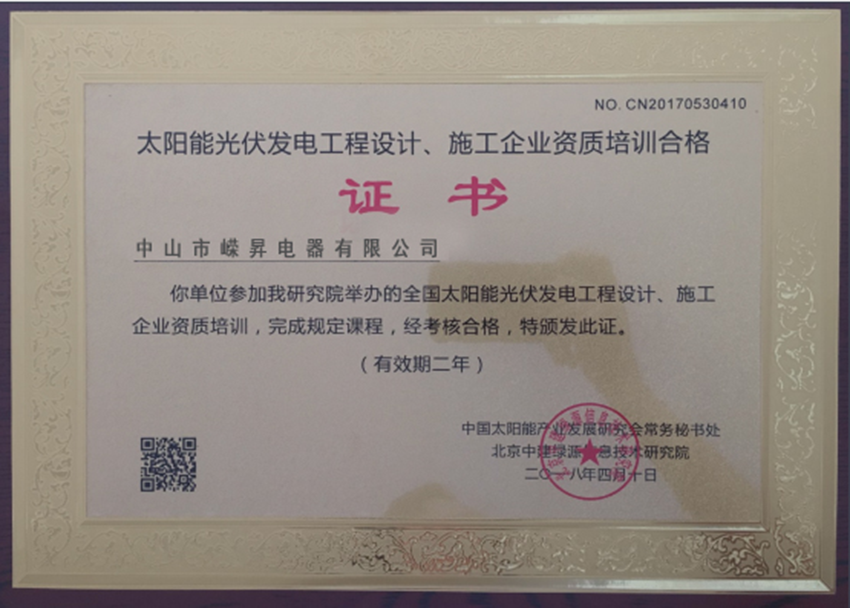 NO. CN20170530410
太阳能光伏发电工程设计、施工企业资质培训合格
证书
中山市嵘昇电器有限公司
你单位参加我研究院举办的全国太阳能光伏发电工程设计、施工
企业资质培训，完成规定课程，经考核合格，特颁发此证。
（有效期二年）
中国太阳能产业发展研究会常务秘书处
北京中建绿源信息技术研究院
二〇一八年四月十日